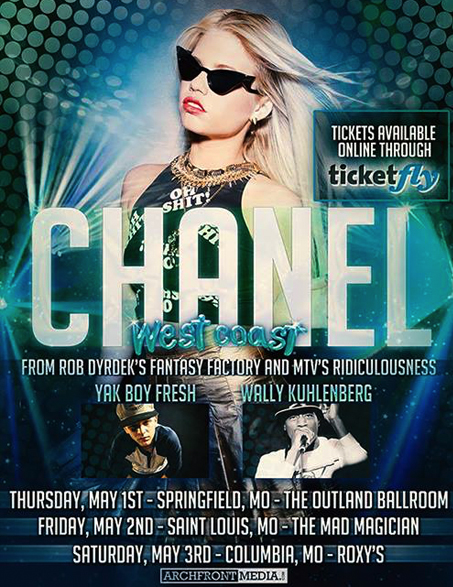 TICKETS AVAILABLE
ONLINE THROUGH
ticketfly
OH
SHIT!
CHANEL
West Coast
FROM ROB DYRDEK'S FANTASY FACTORY AND MTV'S RIDICULOUSNESS
YAK BOY FRESH WALLY KUHLENBERG
THURSDAY, MAY 1ST - SPRINGFIELD, MO - THE OUTLAND BALLROOM
FRIDAY, MAY 2ND - SAINT LOUIS, MO - THE MAD MAGICIAN
SATURDAY, MAY 3RD - COLUMBIA, MO - ROXY'S
ARCHFRONTMEDIA